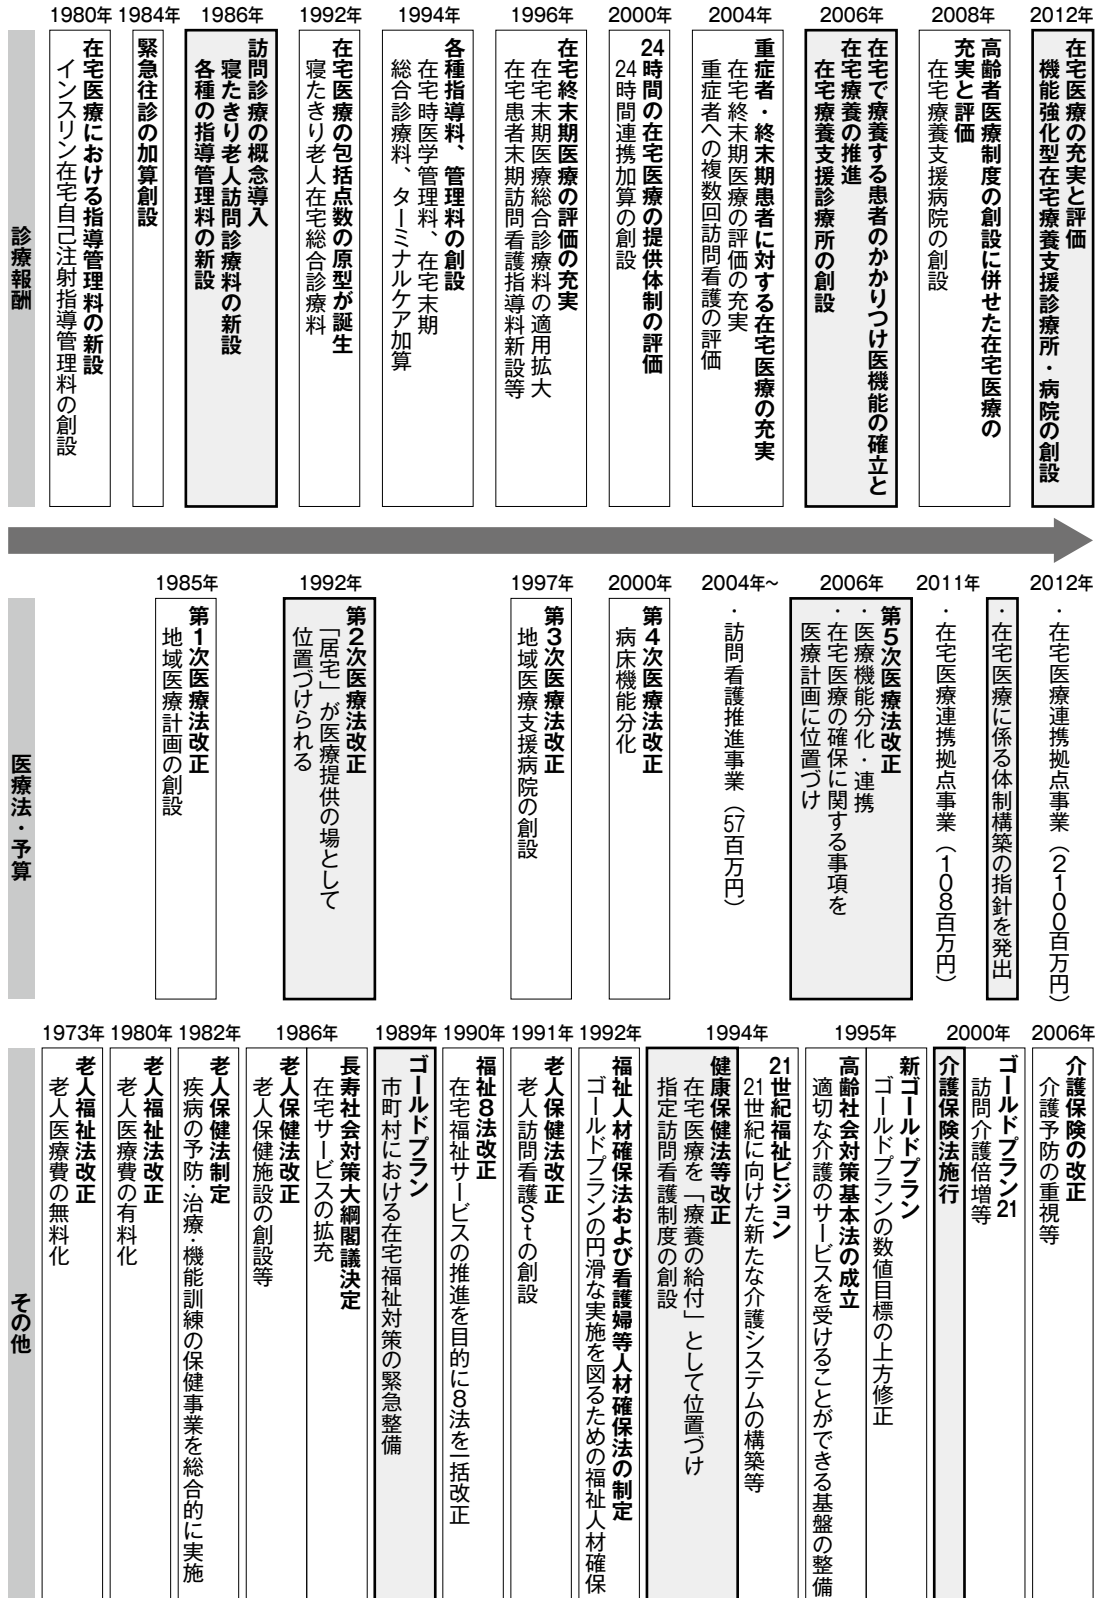 診療報酬
1980年
在宅医療における指導管理料の新設
インスリン在宅自己注射指導管理料の創設
1984年
緊急往診の加算創設
1986年
訪問診療の概念導入
寝たきり老人訪問診療料の新設
各種の指導管理料の新設
1992年
在宅医療の包括点数の原型が誕生
寝たきり老人在宅総合診療料
1994年
各種指導料、管理料の創設
在宅時医学管理料、在宅末期
総合診療料、ターミナルケア加算
1996年
在宅終末期医療の評価の充実
在宅末期医療総合診療料の適用拡大
在宅患者末期訪問看護指導料新設等
2000年
24時間の在宅医療の提供体制の評価
24時間連携加算の創設
2004年
重症者・終末期患者に対する在宅医療の充実
在宅終末期医療の評価の充実
重症者への複数回訪問看護の評価
2006年
在宅で療養する患者のかかりつけ医機能の確立と
在宅療養の推進
在宅療養支援診療所の創設
2008年
高齢者医療制度の創設に併せた在宅医療の
充実と評価
在宅療養支援病院の創設
2012年
在宅医療の充実と評価
機能強化型在宅療養支援診療所・病院の創設
医療法・予算
1985年
第1次医療法改正
地域医療計画の創設
1992年
第2次医療法改正
「居宅」が医療提供の場として
位置づけられる
1997年
第3次医療法改正
地域医療支援病院の創設
2000年
第4次医療法改正
病床機能分化
2004年~
・訪問看護推進事業（57百万円）
2006年
第5次医療法改正
・医療機能分化・連携
・在宅医療の確保に関する事項を
医療計画に位置づけ
2011年
・在宅医療連携拠点事業（108百万円）
2012年
・在宅医療連携拠点事業（2100百万円）
・在宅医療に係る体制構築の指針を発出
その他
1973年
老人福祉法改正
老人医療費の無料化
1980年
老人福祉法改正
老人医療費の有料化
1982年
老人保健法制定
疾病の予防・治療・機能訓練の保健事業を総合的に実施
1986年
長寿社会対策大綱閣議決定
在宅サービスの拡充
老人保健法改正
老人保健施設の創設等
1989年
ゴールドプラン
市町村における在宅福祉対策の緊急整備
1990年
福祉8法改正
在宅福祉サービスの推進を目的に8法を一括改正
1991年
老人保健法改正
老人訪問看護Stの創設
1992年
福祉人材確保法および看護婦等人材確保法の制定
ゴールドプランの円滑な実施を図るための福祉人材確保
1994年
21世紀福祉ビジョン
21世紀に向けた新たな介護システムの構築等
健康保健法等改正
在宅医療を「療養の給付」として位置づけ
指定訪問看護制度の創設
1995年
新ゴールドプラン
ゴールドプランの数値目標の上方修正
高齢社会対策基本法の成立
適切な介護のサービスを受けることができる基盤の整備
2000年
ゴールドプラン21
訪問介護倍増等
介護保険法施行
2006年
介護保険の改正
介護予防の重視等